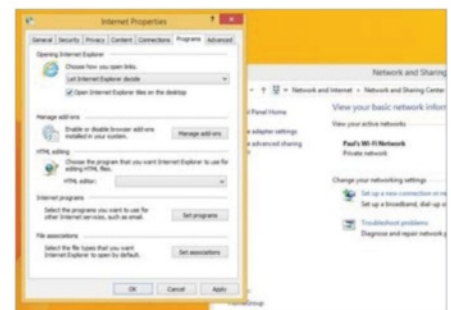 Internet Properties
? ×
General Security Privacy Content Connections Programs Advanced
Opening Internet Explorer
Choose how you open links.
Let Internet Explorer decide
Open Internet Explorer tiles on the desktop
Manage add-ons
Enable or disable browser add-ons
installed in your system.
Manage add-ons
HTML editing
Choose the program that you want Internet Explorer to use for
editing HTML files.
HTML editor:
Internet programs
Select the programs you want to use for
other Internet services, such as email.
Set programs
File associations
Select the file types that you want
Internet Explorer to open by default.
Set associations
OK Cancel Apply
Network and Sharing
Network and Internet Network and Sharing Center
Panel Home
adapter settings
advanced sharing
View your basic network infor
View your active networks
Paul's Wi-Fi Network
Private network
Change your networking settings
Set up a new connection or ne
Set up a broadband, dial-up o
Troubleshoot problems
Diagnose and repair network p
HomeGroup